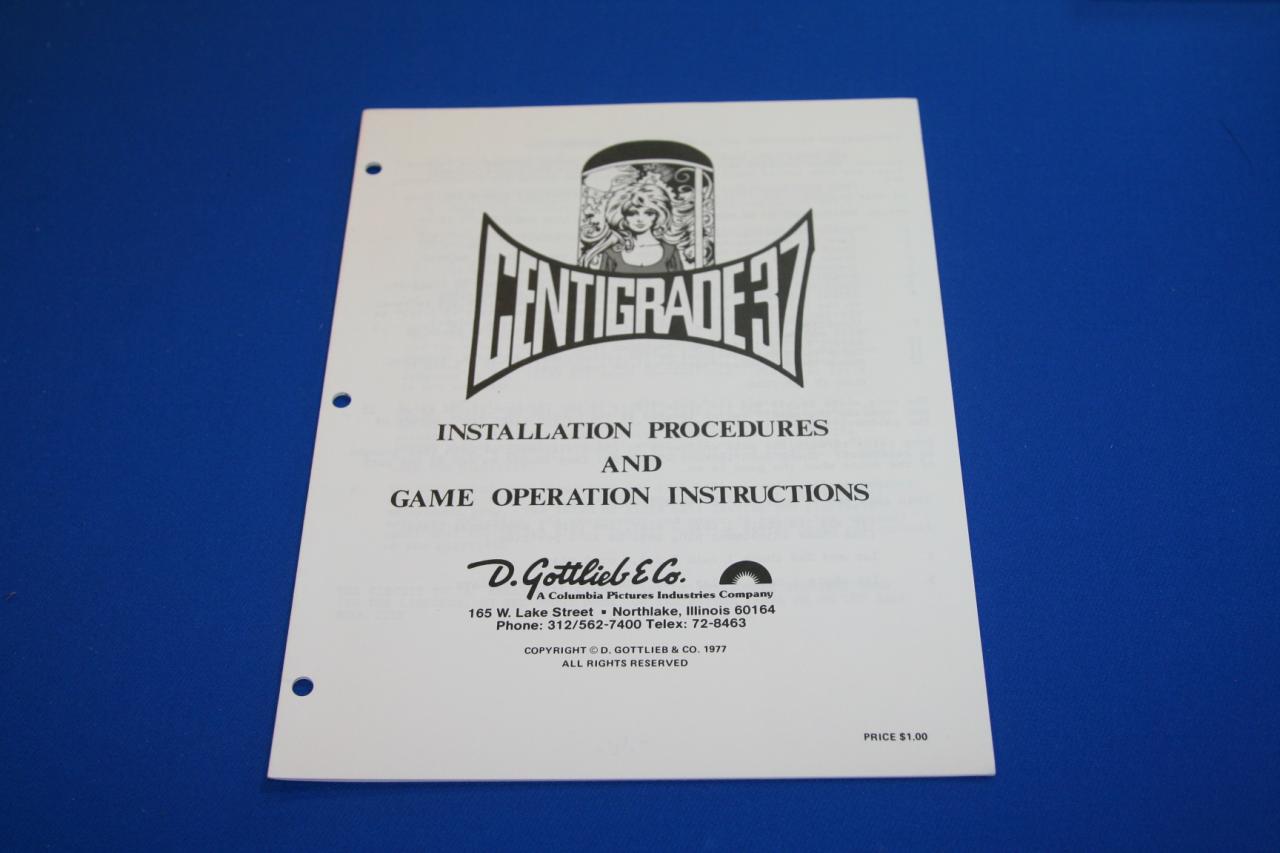 CENTIGRADE 37
INSTALLATION PROCEDURES
AND
GAME OPERATION INSTRUCTIONS
D. Gottlieb & Co.
A Columbia Pictures Industries Company
165 W. Lake Street ▪ Northlake, Illinois 60164
Phone: 312/562-7400 Telex: 72-8463
COPYRIGHT © D. GOTTLIEB & CO. 1977
ALL RIGHTS RESERVED
PRICE $1.00